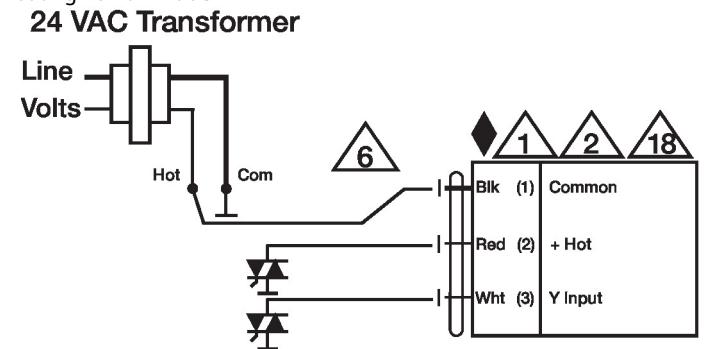 24 VAC Transformer
Line
Volts
Hot
Com
6
1
2
18
Blk (1) Common
Red (2) + Hot
Wht (3) Y Input